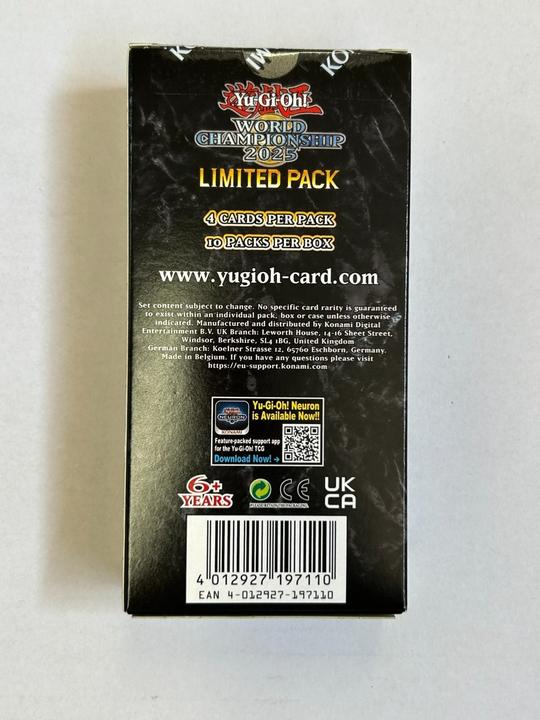 Yu-Gi-Oh!
WORLD
CHAMPIONSHIP
2025
LIMITED PACK
4 CARDS PER PACK
10 PACKS PER BOX
www.yugioh-card.com
Set content subject to change. No specific card rarity is guaranteed
to exist within an individual pack, box or case unless otherwise
indicated. Manufactured and distributed by Konami Digital
Entertainment B.V. UK Branch: Leworth House, 14-16 Sheet Street,
Windsor, Berkshire, SL4 1BG, United Kingdom
German Branch: Koelner Strasse 12, 65760 Eschborn, Germany.
Made in Belgium. If you have any questions please visit
https://eu-support.konami.com
NEURON
KONAMI
Yu-Gi-Oh! Neuron
is Available Now!!
Feature-packed support app
for the Yu-Gi-Oh! TCG
Download Now! →
6+
YEARS
CE
UK
CA
4 012927 197110
EAN 4-012927-197110